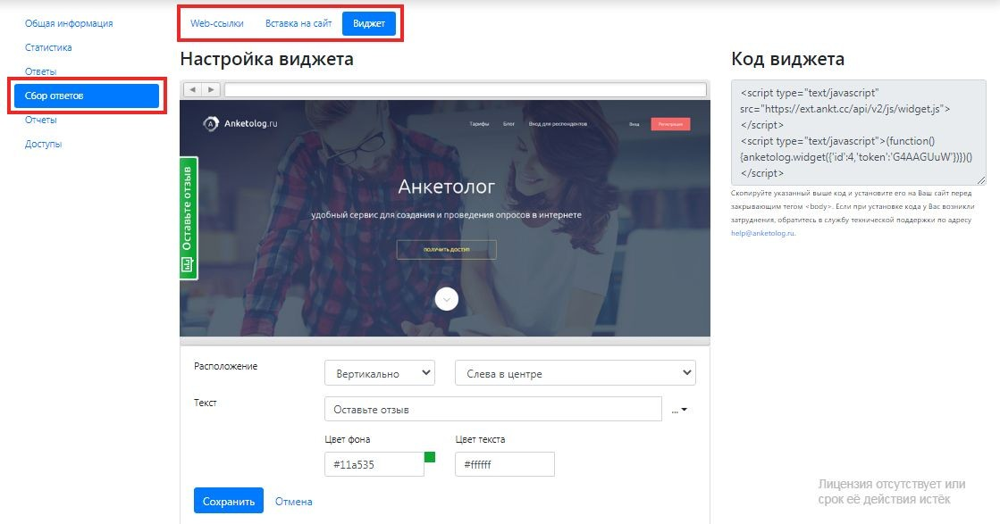 Общая информация
Статистика
Ответы
Сбор ответов
Отчеты
Доступы
Web-ссылки Вставка на сайт Виджет
Настройка виджета
Anketolog.ru Тарифы Блог Вход для респондентов Вход Регистрация
Оставьте отзыв
Анкетолог
удобный сервис для создания и проведения опросов в интернете
ПОЛУЧИТЬ ДОСТУП
Расположение Вертикально Слева в центре
Текст Оставьте отзыв ...
Цвет фона Цвет текста
#11a535 #ffffff
Сохранить Отмена
Код виджета
<script type="text/javascript"
src="https://ext.ankt.cc/api/v2/js/widget.js">
</script>
<script type="text/javascript">(function()
{anketolog.widget({'id':4,'token':'G4AAGUuW'})})()
</script>
Скопируйте указанный выше код и установите его на Ваш сайт перед
закрывающим тегом <body>. Если при установке кода у Вас возникли
затруднения, обратитесь в службу технической поддержки по адресу
help@anketolog.ru.
Лицензия отсутствует или
срок её действия истёк